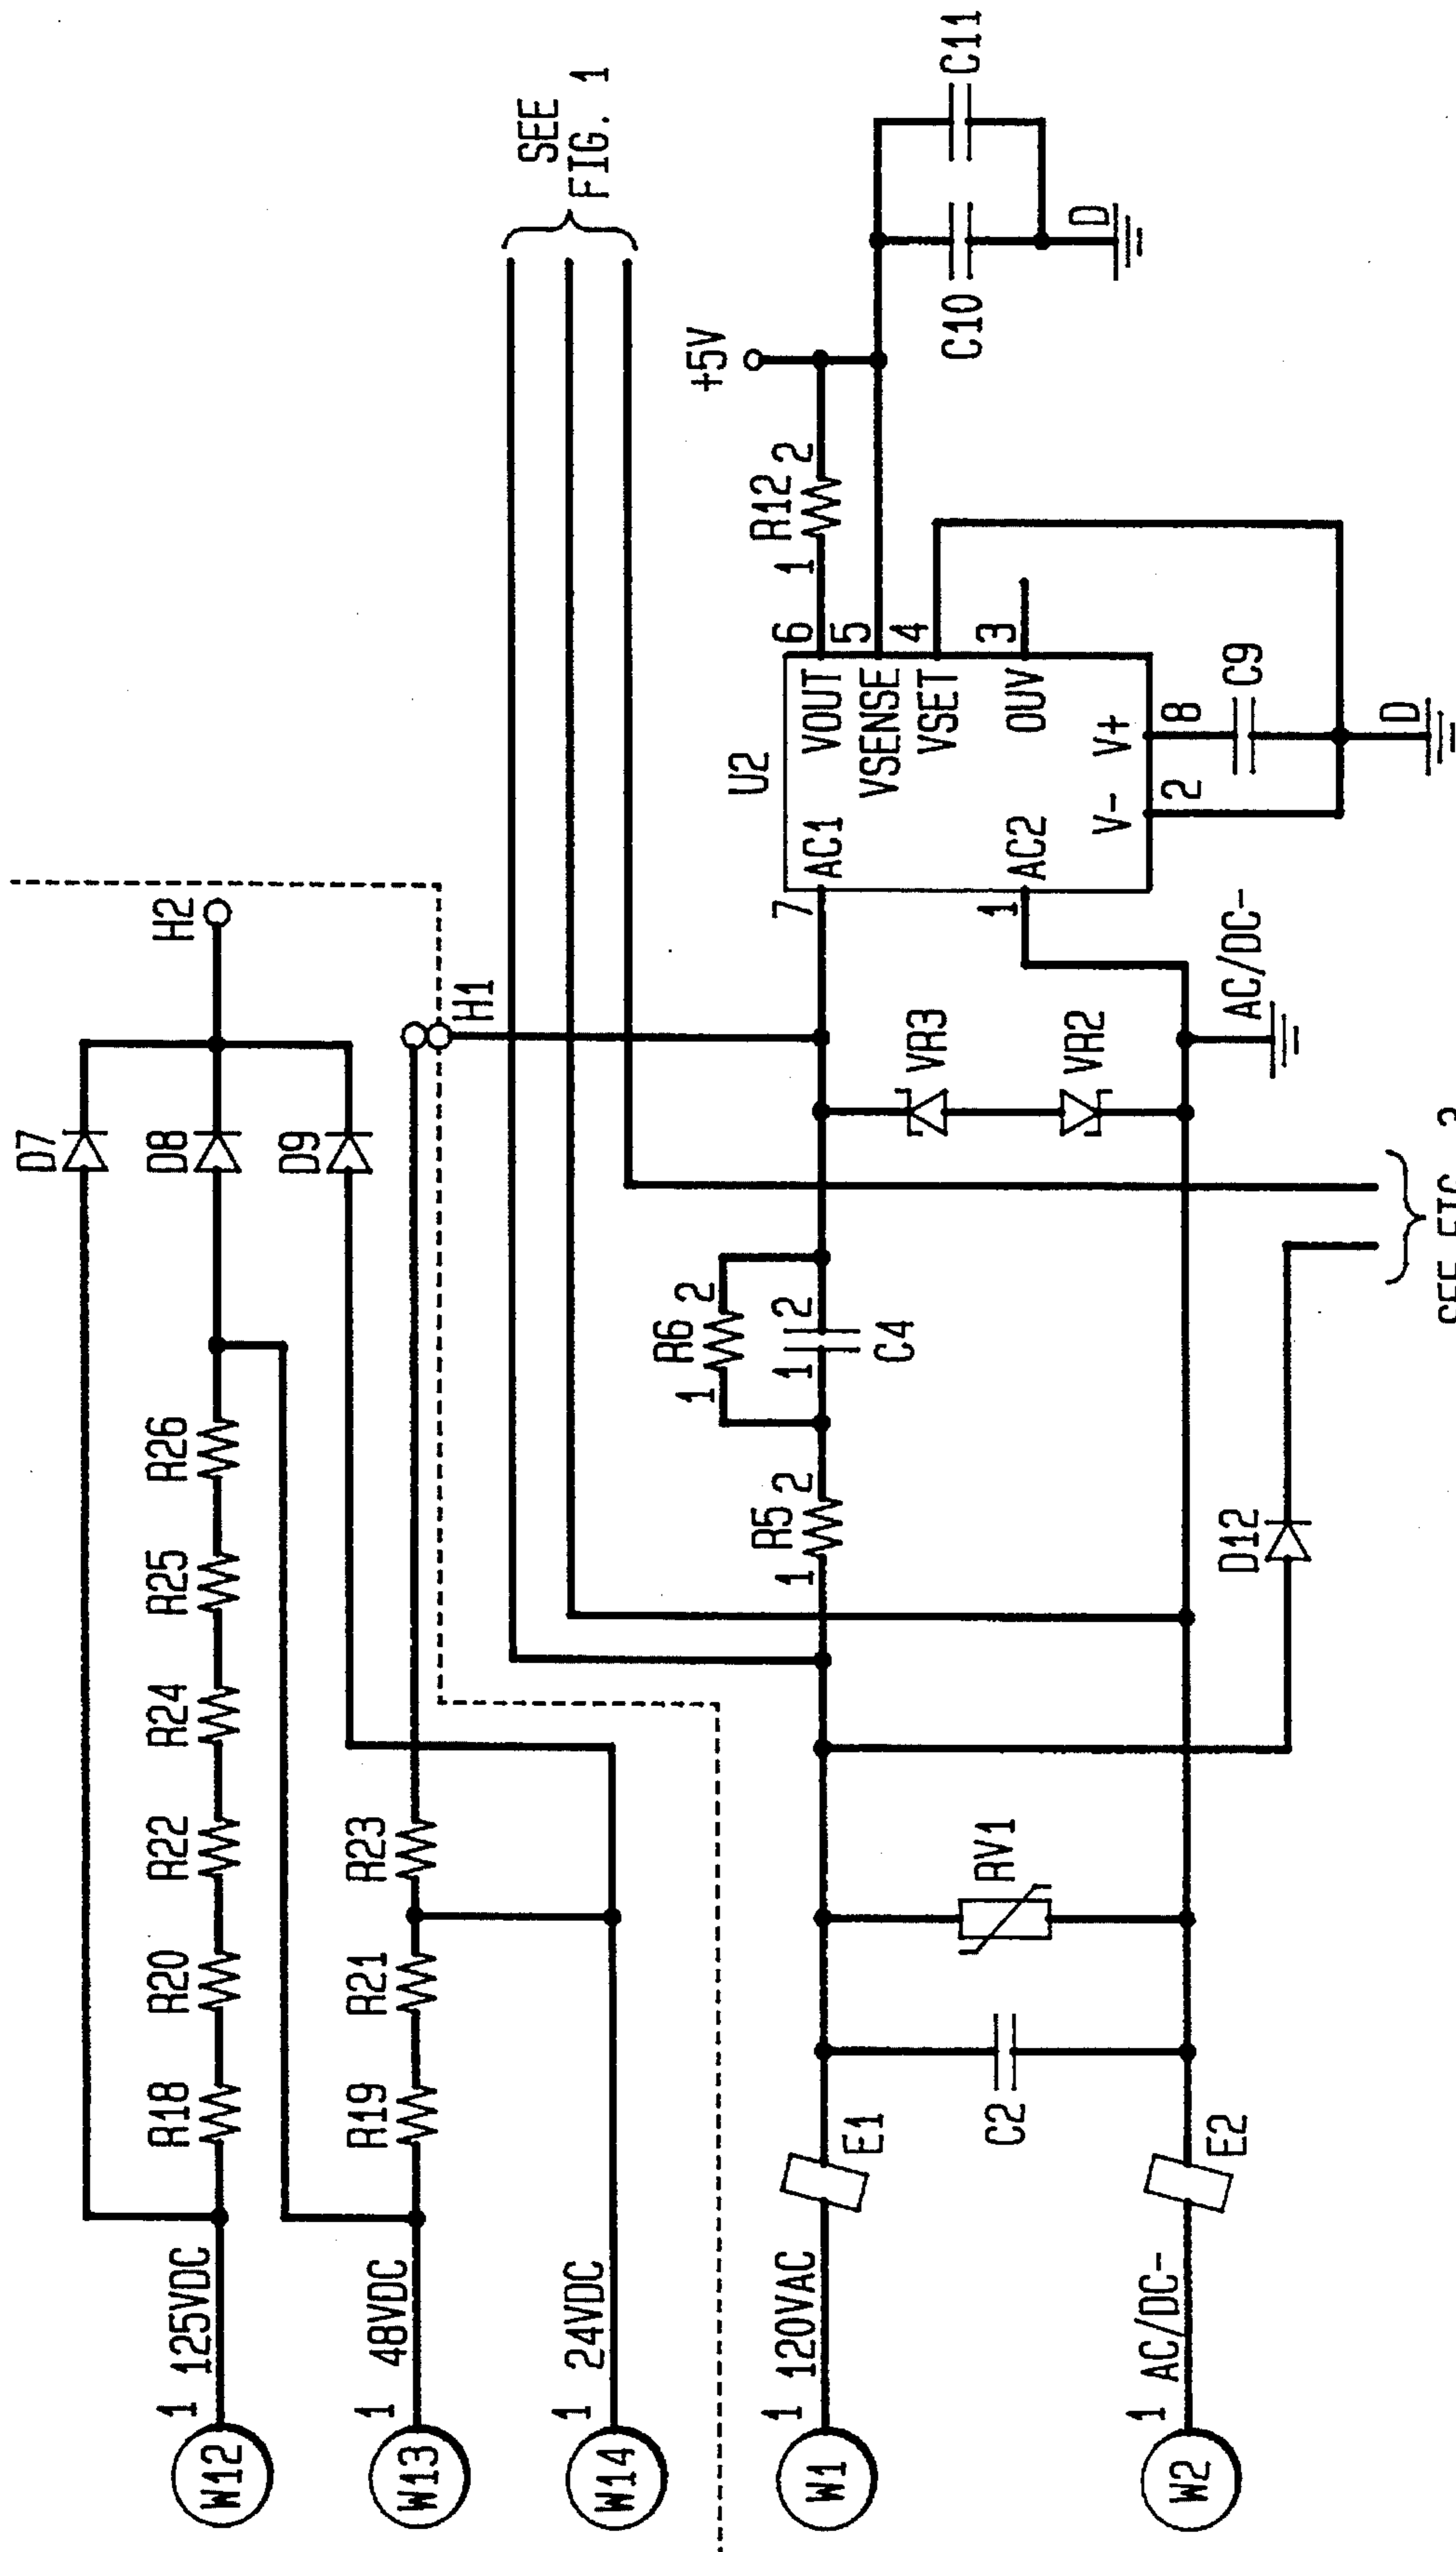 W12
1
125VDC
R18
R20
R22
R24
R25
R26
D7
D8
D9
H2
W13
1
48VDC
R19
R21
R23
H1
W14
1
24VDC
SEE
FIG. 1
W1
1
120VAC
E1
C2
RV1
1
R5
2
1
R6
2
1
2
C4
VR3
VR2
7
AC1
U2
VOUT
6
VSENSE
5
VSET
4
OUV
3
1
AC2
V-
2
V+
8
C9
D
1
R12
2
+5V
C10
C11
D
AC/DC-
W2
1
AC/DC-
E2
D12
SEE FIG. 3